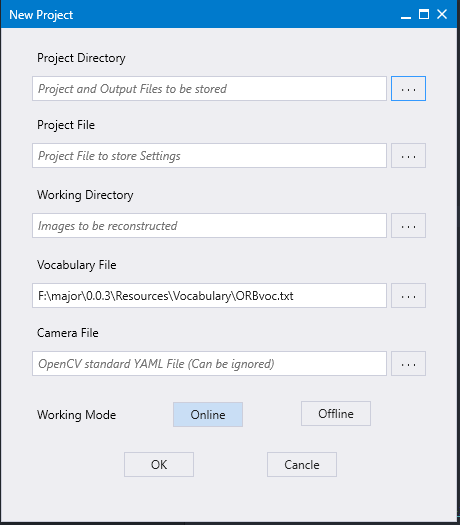 New Project
Project Directory
Project and Output Files to be stored
...
Project File
Project File to store Settings
...
Working Directory
Images to be reconstructed
...
Vocabulary File
F:\major\0.0.3\Resources\Vocabulary\ORBvoc.txt
...
Camera File
OpenCV standard YAML File (Can be ignored)
...
Working Mode Online Offline
OK Cancle